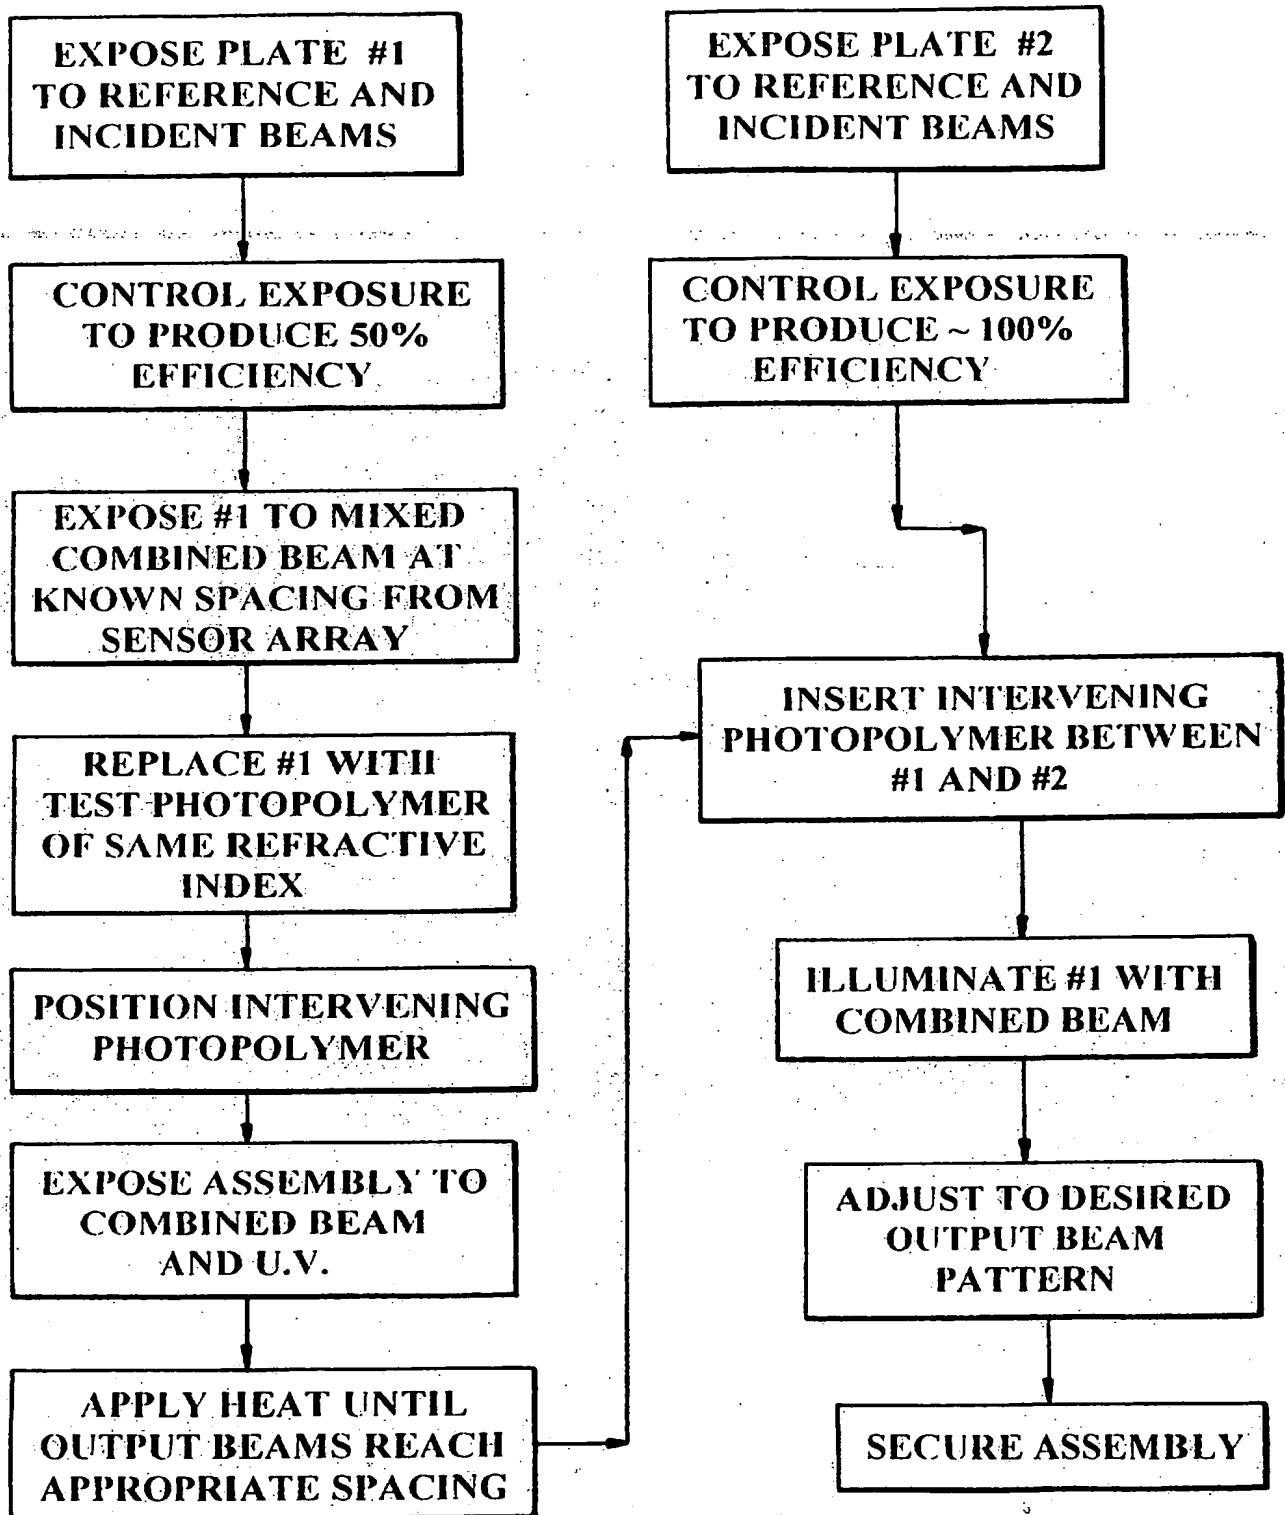 EXPOSE PLATE #1
TO REFERENCE AND
INCIDENT BEAMS
CONTROL EXPOSURE
TO PRODUCE 50%
EFFICIENCY
EXPOSE #1 TO MIXED
COMBINED BEAM AT
KNOWN SPACING FROM
SENSOR ARRAY
REPLACE #1 WITH
TEST PHOTOPOLYMER
OF SAME REFRACTIVE
INDEX
POSITION INTERVENING
PHOTOPOLYMER
EXPOSE ASSEMBLY TO
COMBINED BEAM
AND U.V.
APPLY HEAT UNTIL
OUTPUT BEAMS REACH
APPROPRIATE SPACING
EXPOSE PLATE #2
TO REFERENCE AND
INCIDENT BEAMS
CONTROL EXPOSURE
TO PRODUCE ~ 100%
EFFICIENCY
INSERT INTERVENING
PHOTOPOLYMER BETWEEN
#1 AND #2
ILLUMINATE #1 WITH
COMBINED BEAM
ADJUST TO DESIRED
OUTPUT BEAM
PATTERN
SECURE ASSEMBLY